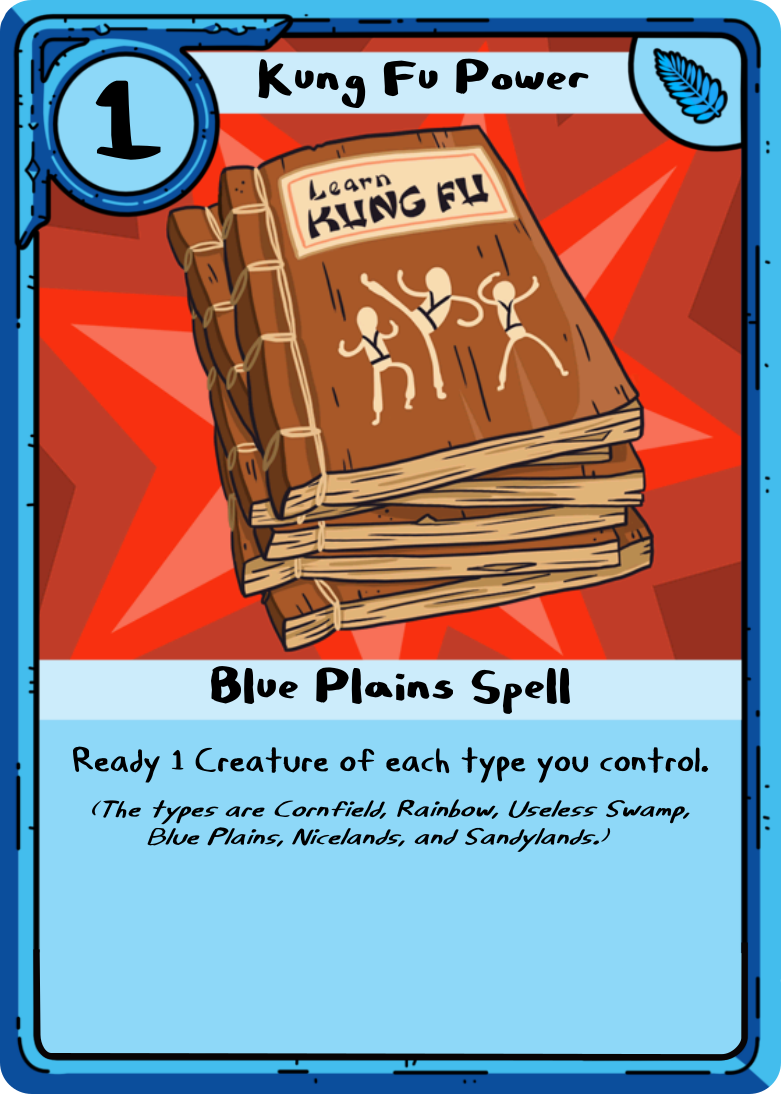 1
Kung Fu Power
Learn
KUNG FU
Blue Plains Spell
Ready 1 Creature of each type you control.
(The types are Cornfield, Rainbow, Useless Swamp,
Blue Plains, Nicelands, and Sandylands.)